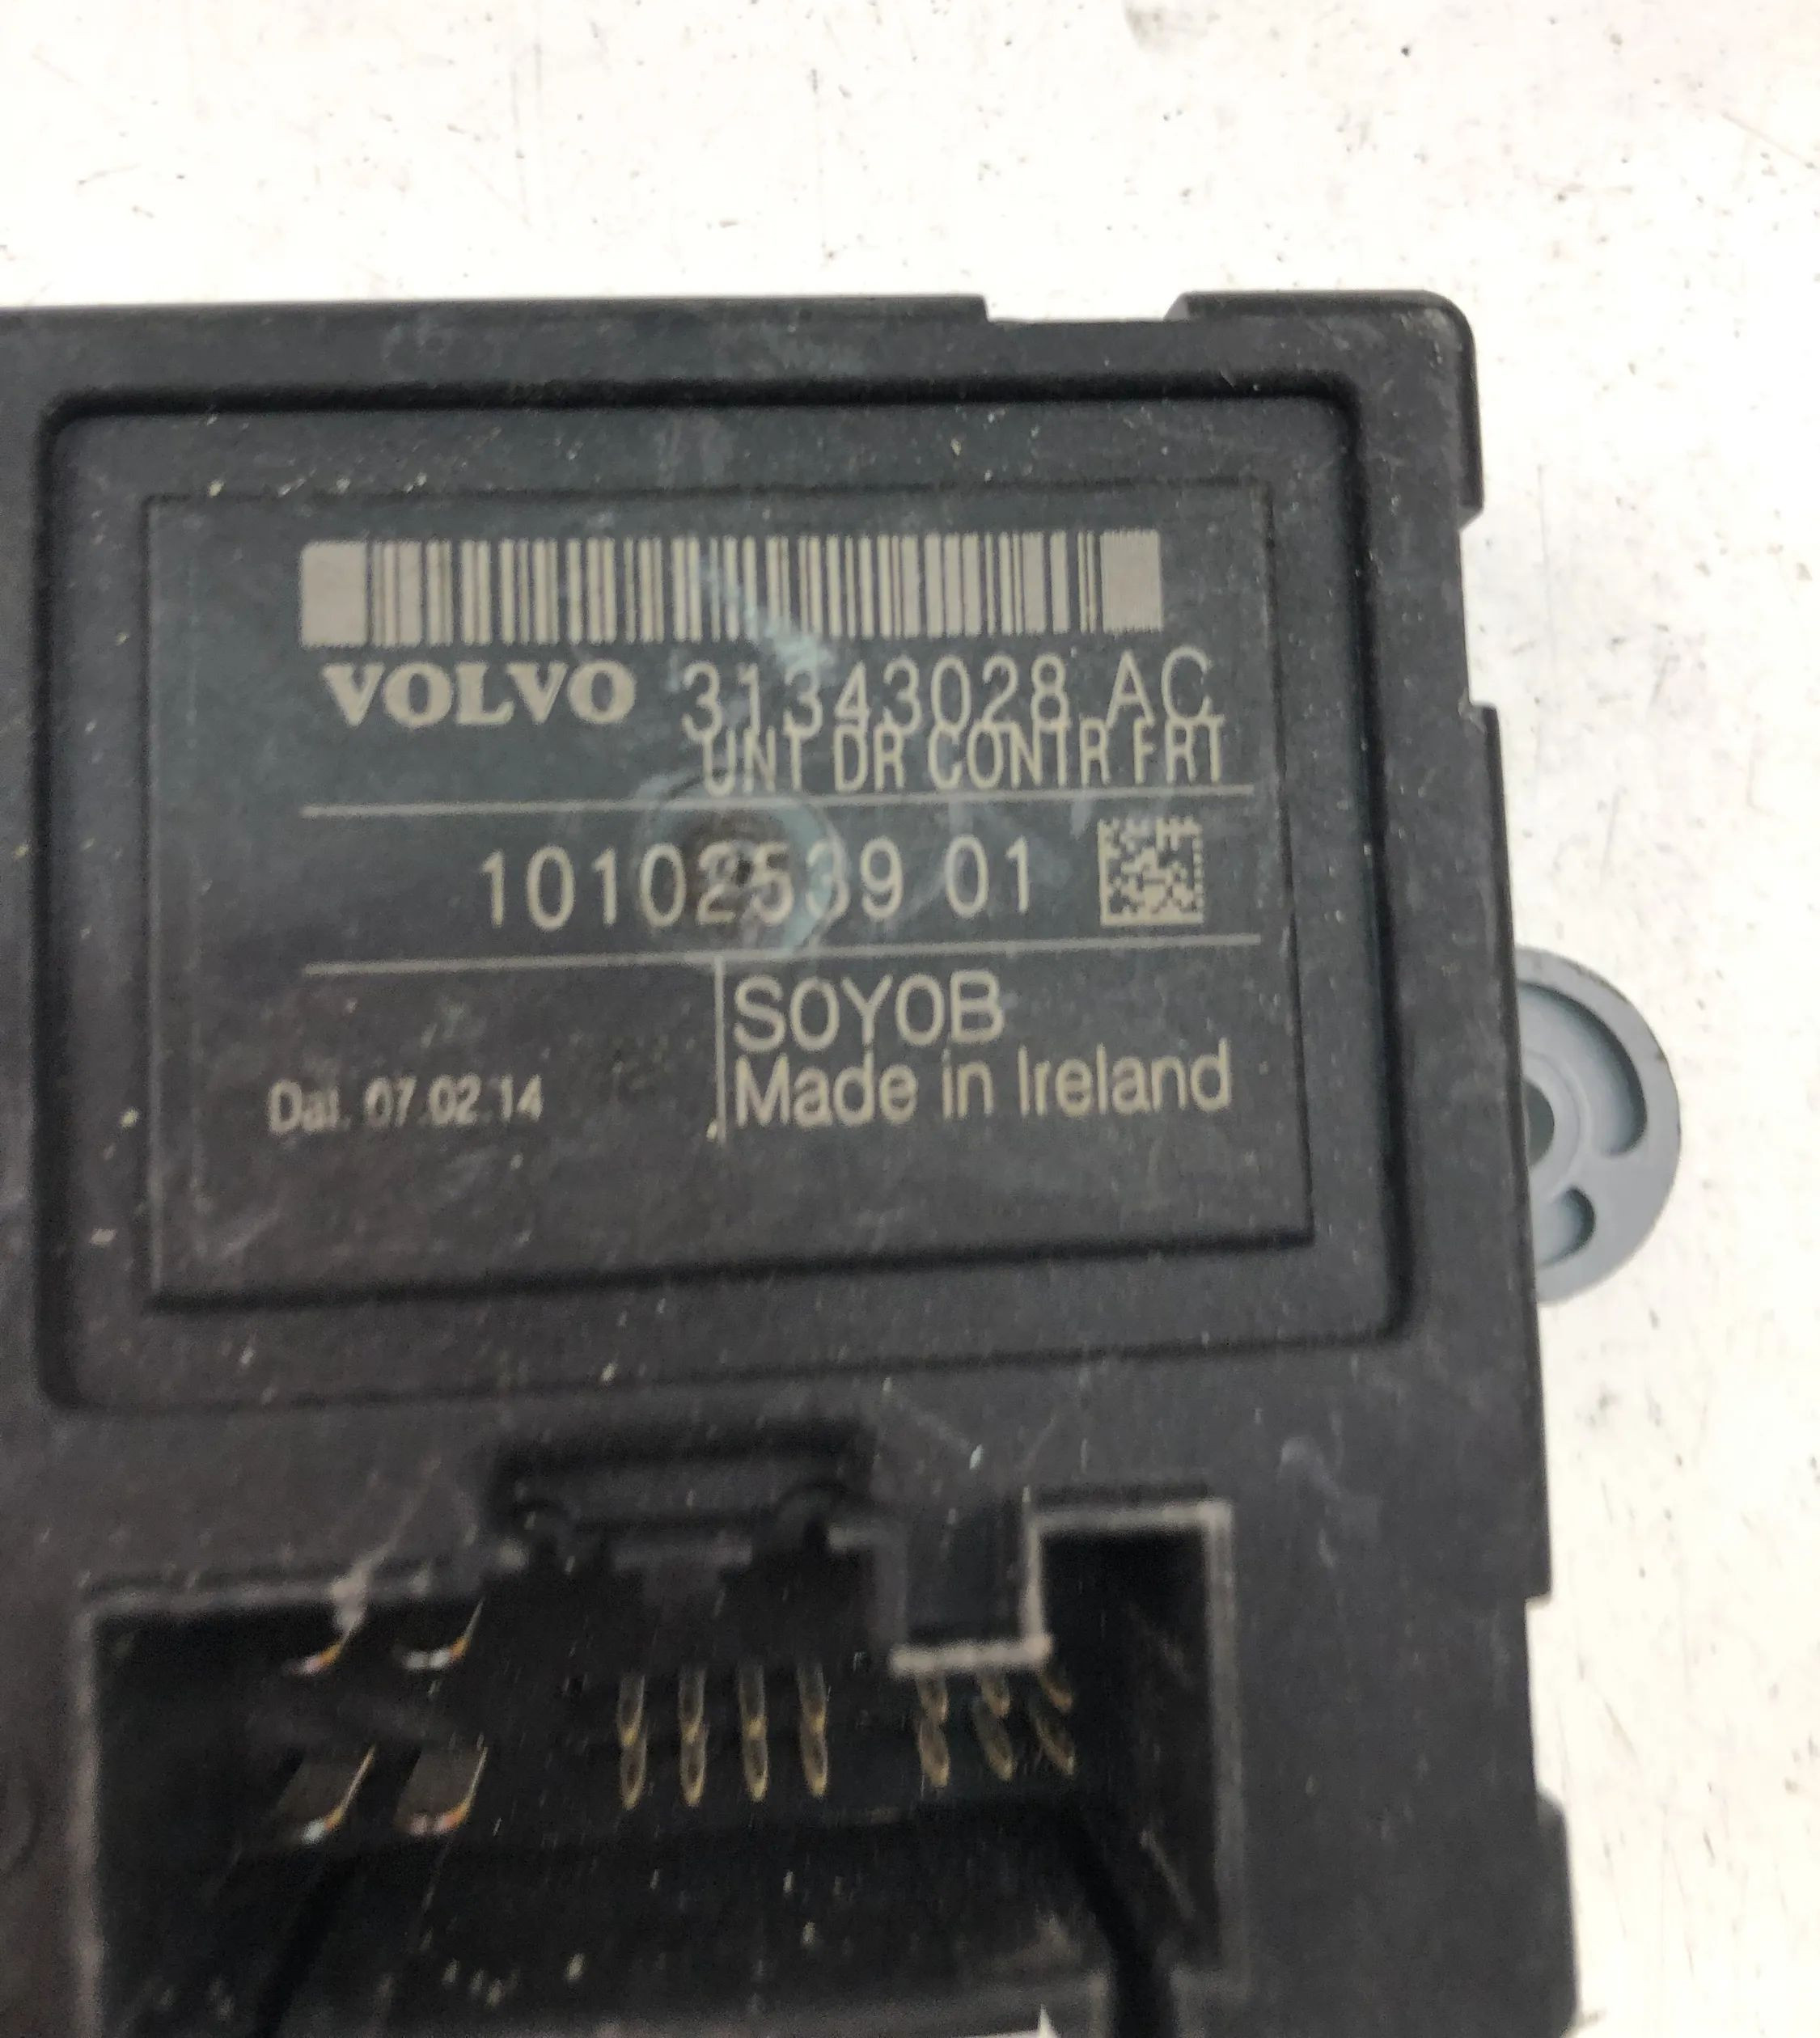 VOLVO 31343028 AC
UNT DR CONTR FRT
10102539 01
S0Y0B
Dat. 07.02.14
Made in Ireland